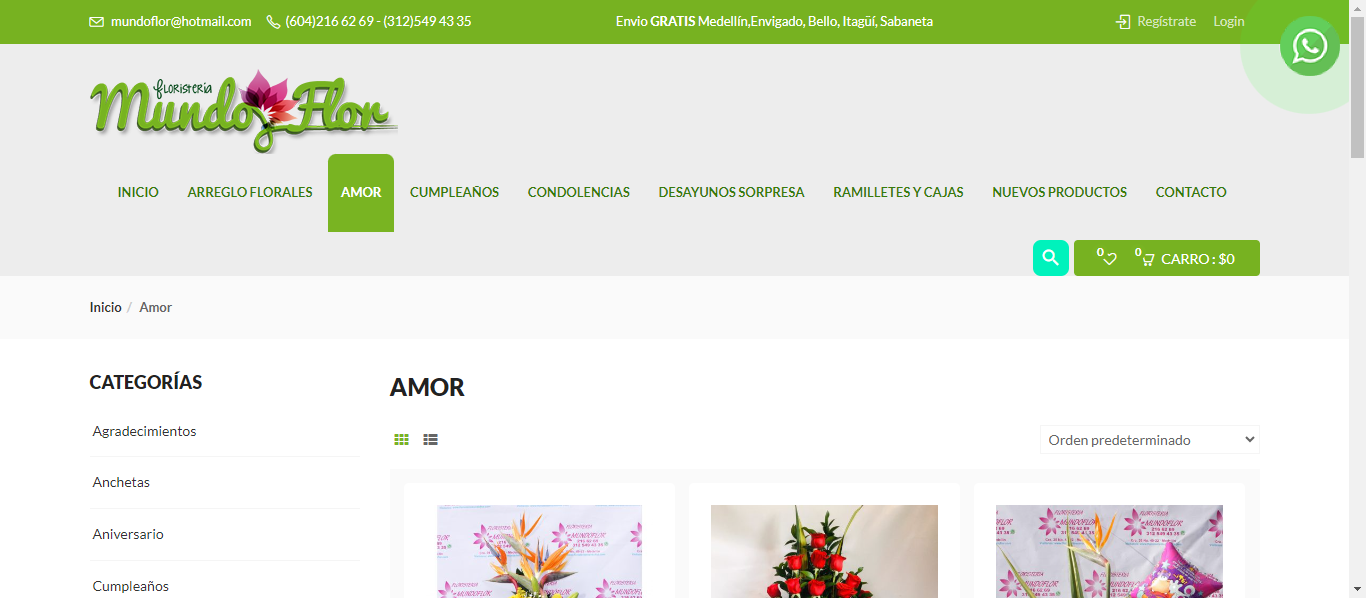 mundoflor@hotmail.com (604)216 62 69 - (312)549 43 35 Envio GRATIS Medellín,Envigado, Bello, Itagüí, Sabaneta Regístrate Login
Floristería
Mundo Flor
INICIO ARREGLO FLORALES AMOR CUMPLEAÑOS CONDOLENCIAS DESAYUNOS SORPRESA RAMILLETES Y CAJAS NUEVOS PRODUCTOS CONTACTO
0 0 CARRO : $0
Inicio / Amor
CATEGORÍAS
Agradecimientos
Anchetas
Aniversario
Cumpleaños
AMOR
Orden predeterminado